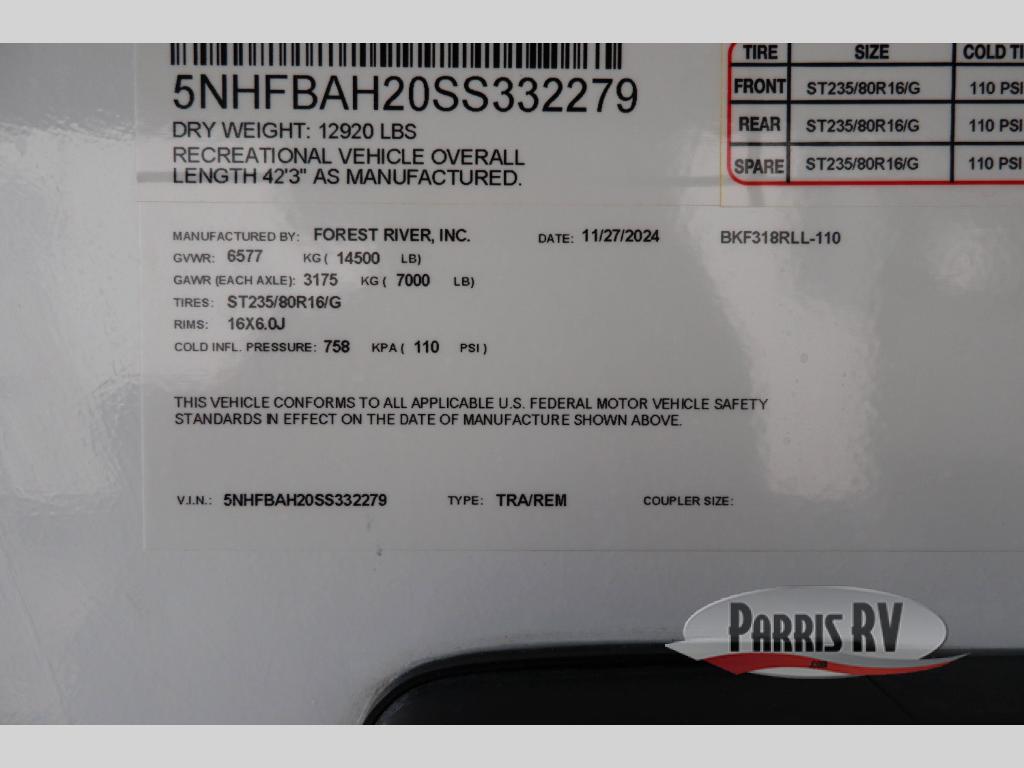 5NHFBAH20SS332279
DRY WEIGHT: 12920 LBS
RECREATIONAL VEHICLE OVERALL
LENGTH 42'3" AS MANUFACTURED.
TIRE SIZE COLD TI
FRONT ST235/80R16/G 110 PSI
REAR ST235/80R16/G 110 PSI
SPARE ST235/80R16/G 110 PSI
MANUFACTURED BY: FOREST RIVER, INC. DATE: 11/27/2024 BKF318RLL-110
GVWR: 6577 KG ( 14500 LB)
GAWR (EACH AXLE): 3175 KG ( 7000 LB)
TIRES: ST235/80R16/G
RIMS: 16X6.0J
COLD INFL. PRESSURE: 758 KPA ( 110 PSI )
THIS VEHICLE CONFORMS TO ALL APPLICABLE U.S. FEDERAL MOTOR VEHICLE SAFETY
STANDARDS IN EFFECT ON THE DATE OF MANUFACTURE SHOWN ABOVE.
V.I.N.: 5NHFBAH20SS332279 TYPE: TRA/REM COUPLER SIZE:
PARRIS RV
.com